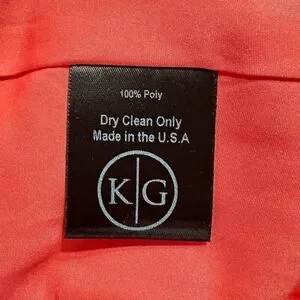 100% Poly
Dry Clean Only
Made in the U.S.A
K|G